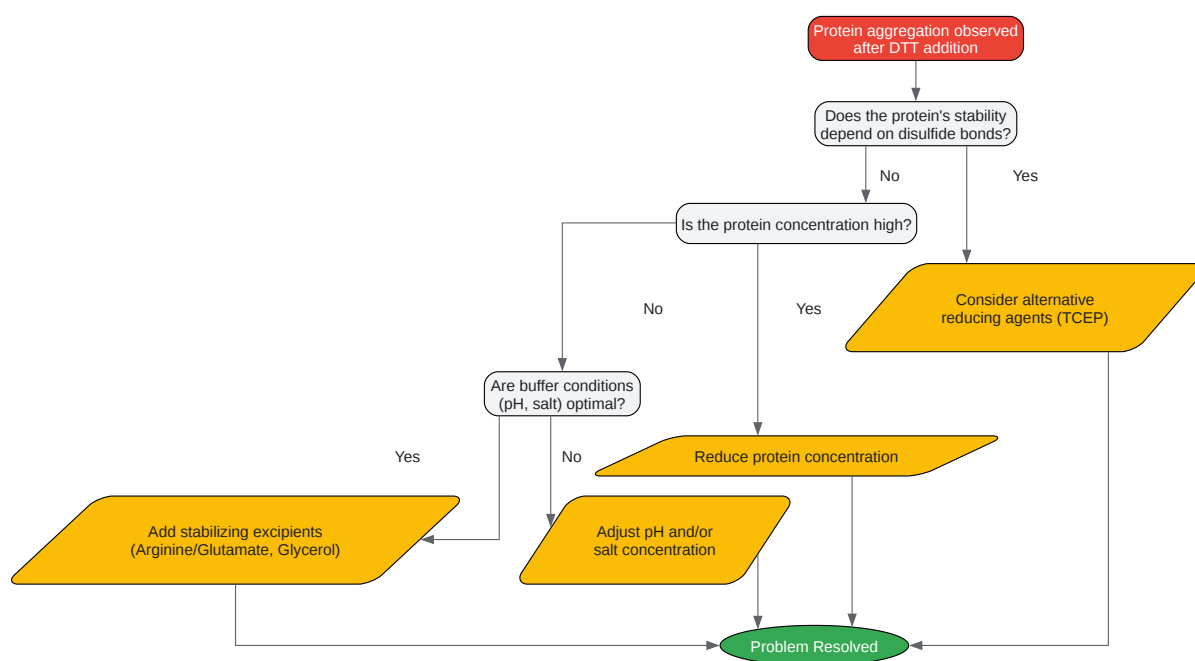 Protein aggregation observed
after DTT addition
Does the protein's stability
depend on disulfide bonds?
No
Yes
Is the protein concentration high?
No
Yes
Consider alternative
reducing agents (TCEP)
Are buffer conditions
(pH, salt) optimal?
Yes
No
Reduce protein concentration
Add stabilizing excipients
(Arginine/Glutamate, Glycerol)
Adjust pH and/or
salt concentration
Problem Resolved